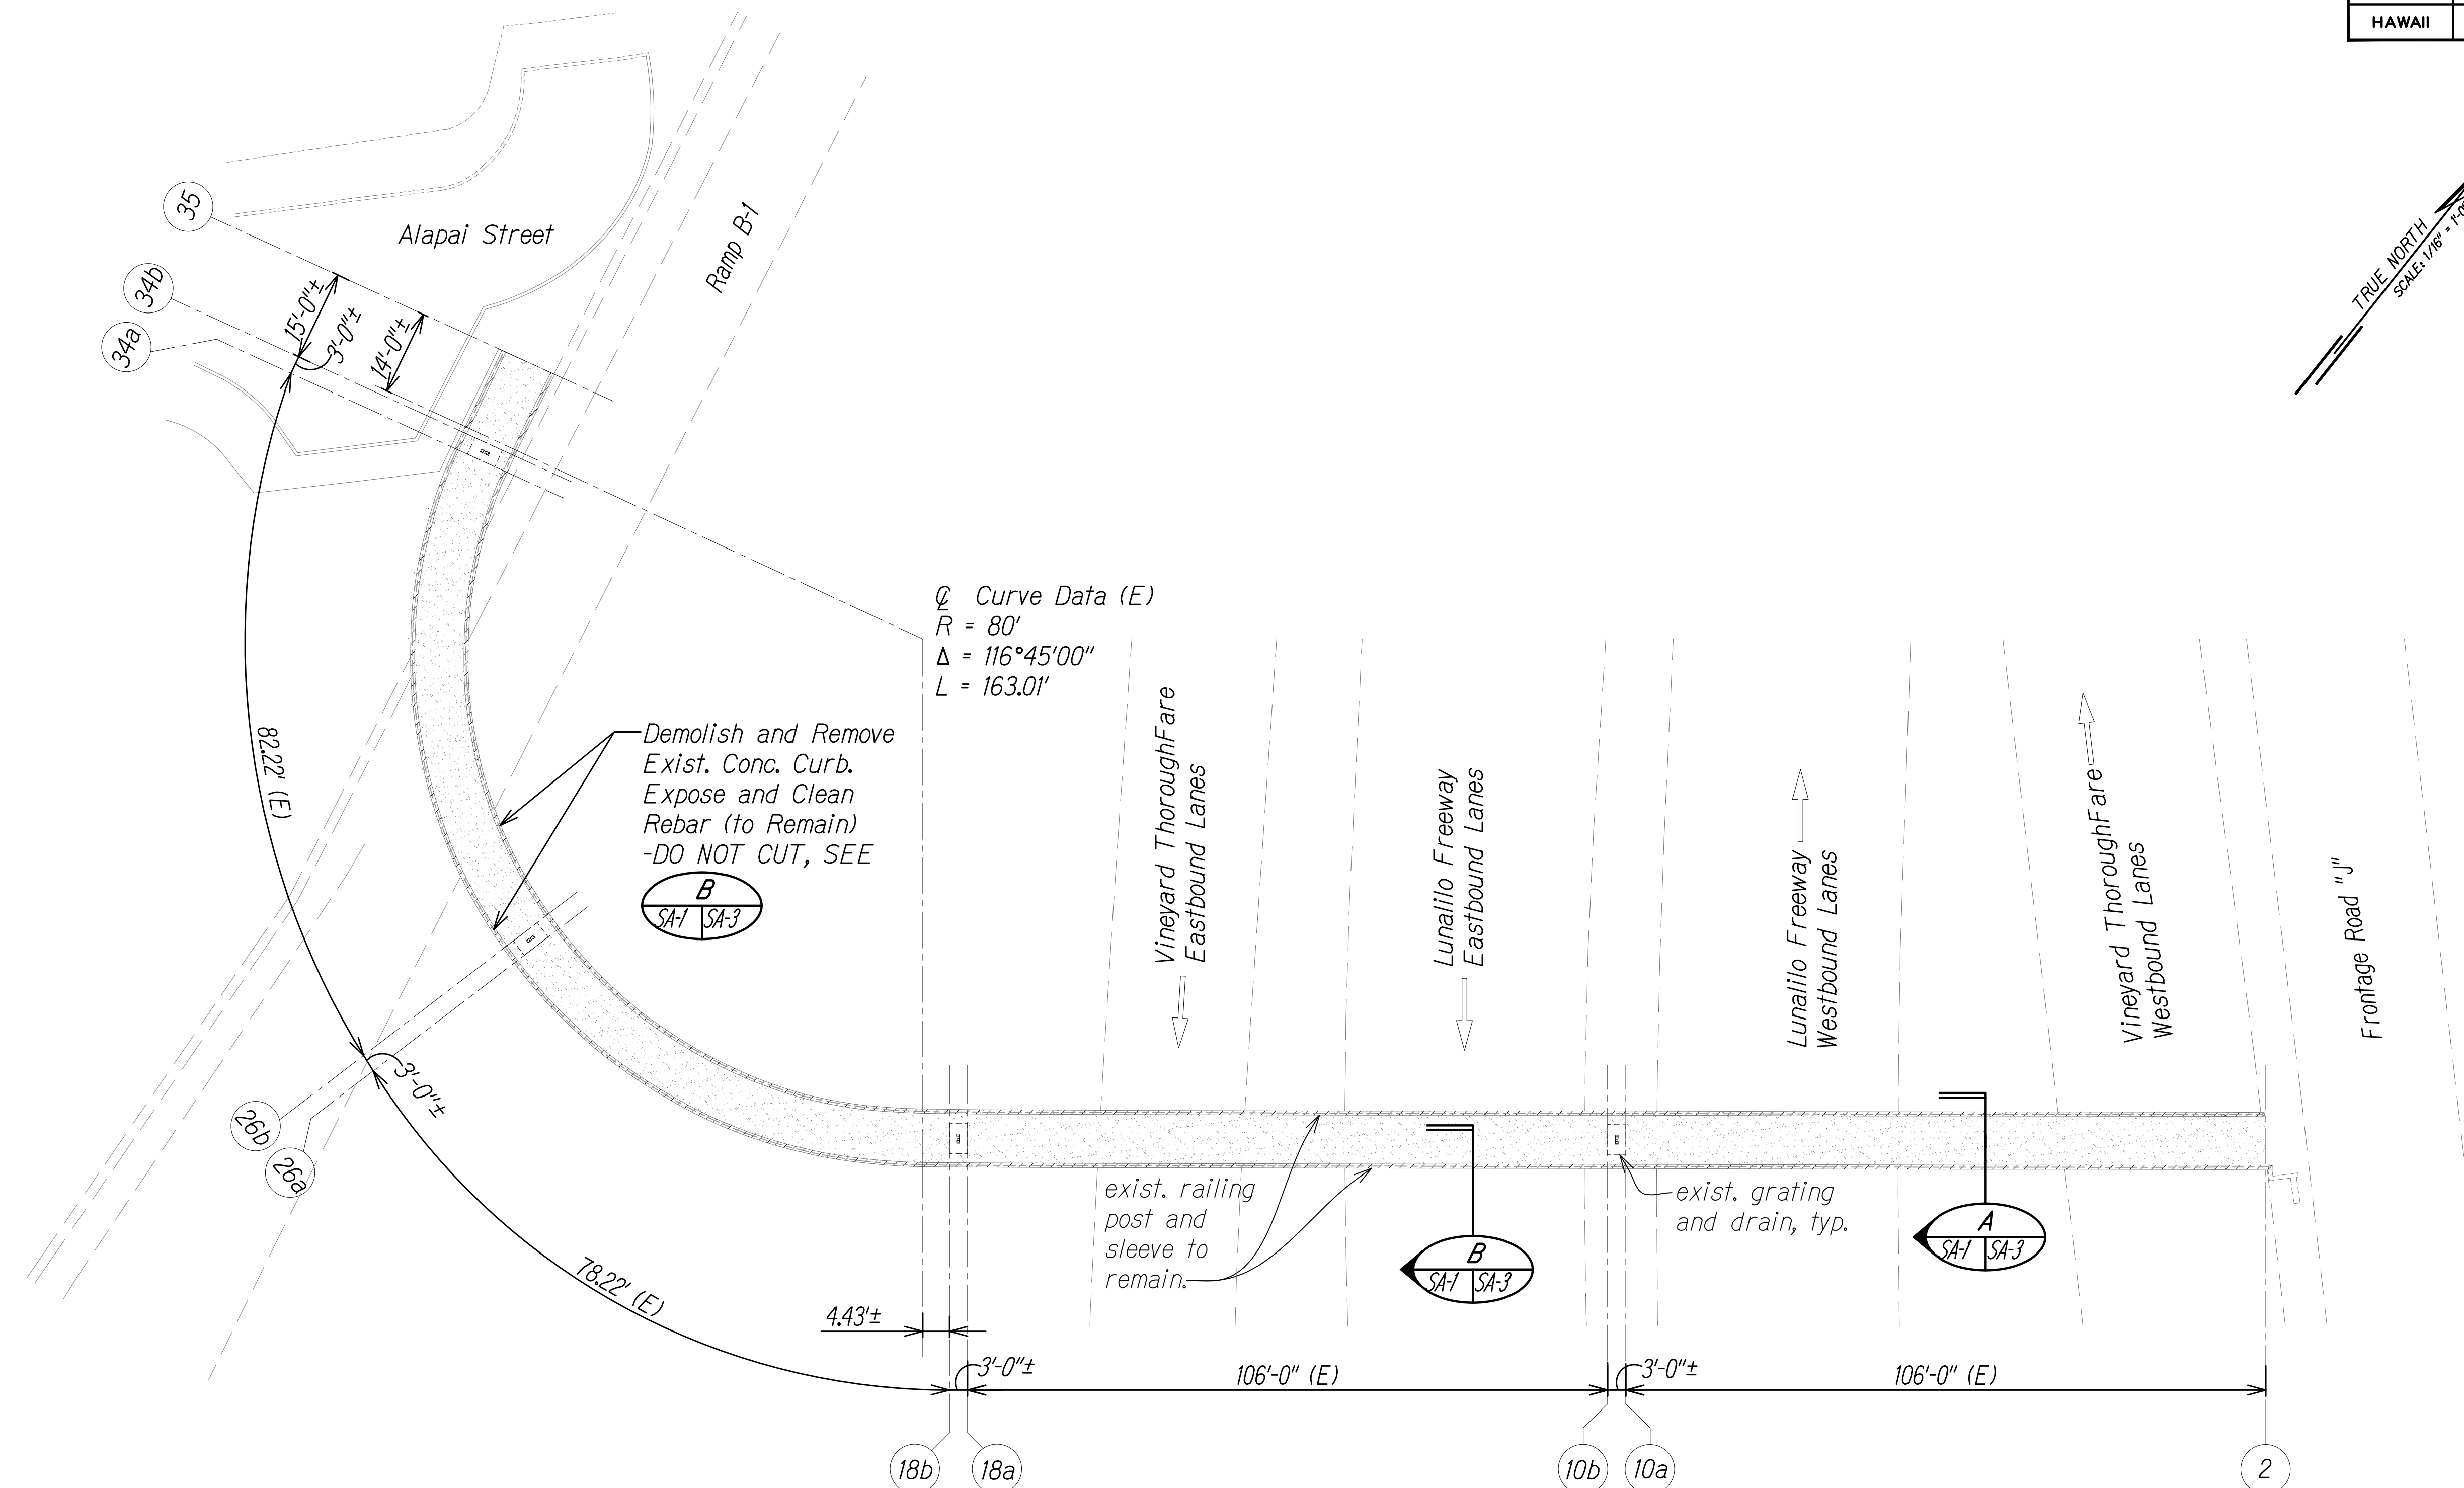 HAWAII
TRUE NORTH
SCALE: 1/16" = 1'-0"
35
34b
34a
15'-0"±
3'-0"±
14'-0"±
Alapai Street
Ramp B-1
℄ Curve Data (E)
R = 80'
Δ = 116°45'00"
L = 163.01'
Demolish and Remove
Exist. Conc. Curb.
Expose and Clean
Rebar (to Remain)
-DO NOT CUT, SEE
B
SA-1 SA-3
82.22' (E)
3'-0"±
26b
26a
78.22' (E)
Vineyard ThoroughFare
Eastbound Lanes
Lunalilo Freeway
Eastbound Lanes
Lunalilo Freeway
Westbound Lanes
Vineyard ThoroughFare
Westbound Lanes
Frontage Road "J"
exist. railing
post and
sleeve to
remain.
B
SA-1 SA-3
exist. grating
and drain, typ.
A
SA-1 SA-3
4.43'±
3'-0"±
106'-0" (E)
3'-0"±
106'-0" (E)
18b
18a
10b
10a
2